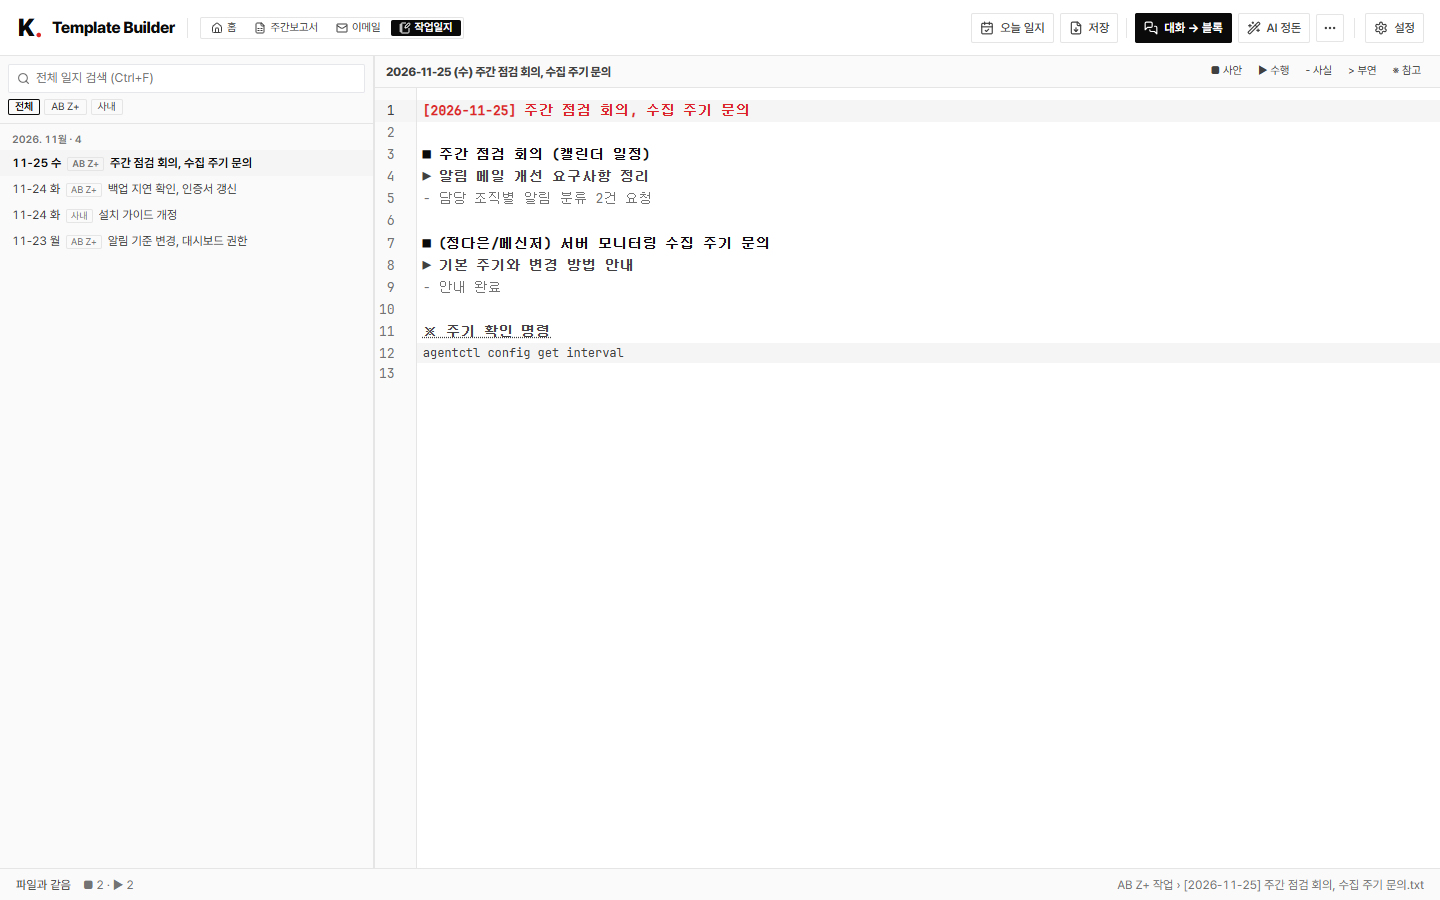 K. Template Builder 홈 주간보고서 이메일 작업일지 오늘 일지 저장 대화 → 블록 AI 정돈 ··· 설정
전체 일지 검색 (Ctrl+F)
전체 AB Z+ 사내
2026. 11월 · 4
11-25 수 AB Z+ 주간 점검 회의, 수집 주기 문의
11-24 화 AB Z+ 백업 지연 확인, 인증서 갱신
11-24 화 사내 설치 가이드 개정
11-23 월 AB Z+ 알림 기준 변경, 대시보드 권한
2026-11-25 (수) 주간 점검 회의, 수집 주기 문의 ■ 사안 ▶ 수행 - 사실 > 부연 ※ 참고
1 [2026-11-25] 주간 점검 회의, 수집 주기 문의
2
3 ■ 주간 점검 회의 (캘린더 일정)
4 ▶ 알림 메일 개선 요구사항 정리
5 - 담당 조직별 알림 분류 2건 요청
6
7 ■ (정다은/메신저) 서버 모니터링 수집 주기 문의
8 ▶ 기본 주기와 변경 방법 안내
9 - 안내 완료
10
11 ※ 주기 확인 명령
12 agentctl config get interval
13
파일과 같음 ■ 2 · ▶ 2 AB Z+ 작업 › [2026-11-25] 주간 점검 회의, 수집 주기 문의.txt